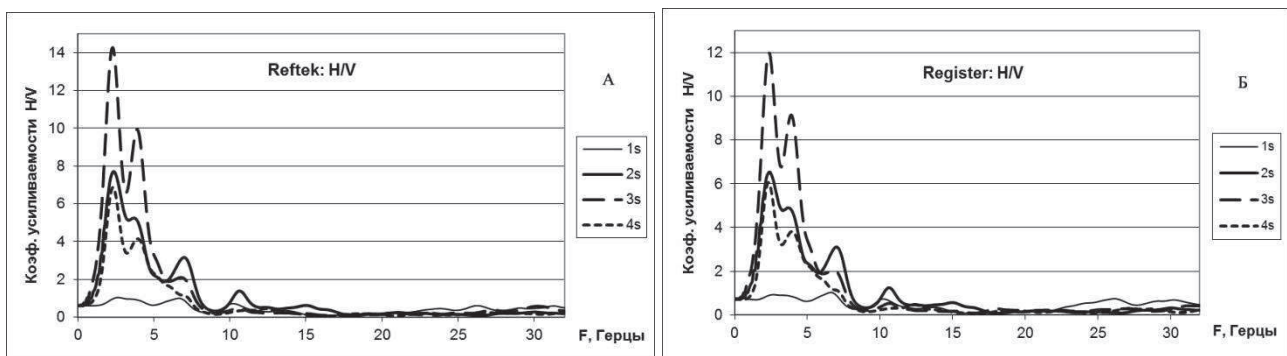 Reftek: H/V
А
Коэф. усиливаемости H/V
14
12
10
8
6
4
2
0
0 5 10 15 20 25 30
F, Герцы
1s
2s
3s
4s
Register: H/V
Б
Коэф. усиливаемости H/V
12
10
8
6
4
2
0
0 5 10 15 20 25 30
F, Герцы
1s
2s
3s
4s